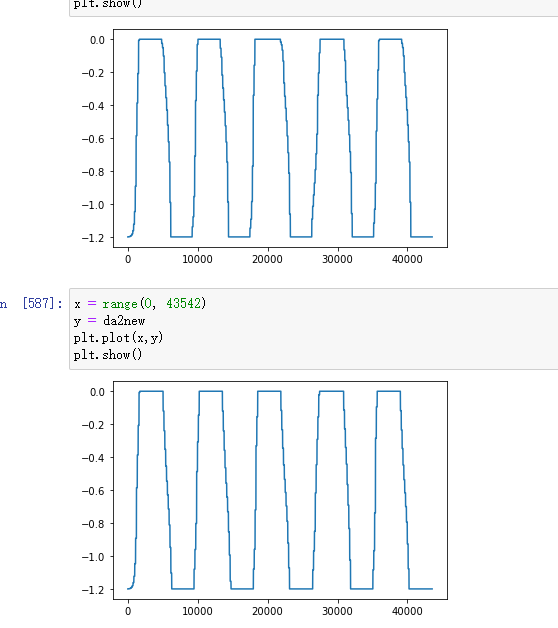 plt.show()
0.0
−0.2
−0.4
−0.6
−0.8
−1.0
−1.2
0 10000 20000 30000 40000
n [587]: x = range(0, 43542)
y = da2new
plt.plot(x,y)
plt.show()
0.0
−0.2
−0.4
−0.6
−0.8
−1.0
−1.2
0 10000 20000 30000 40000